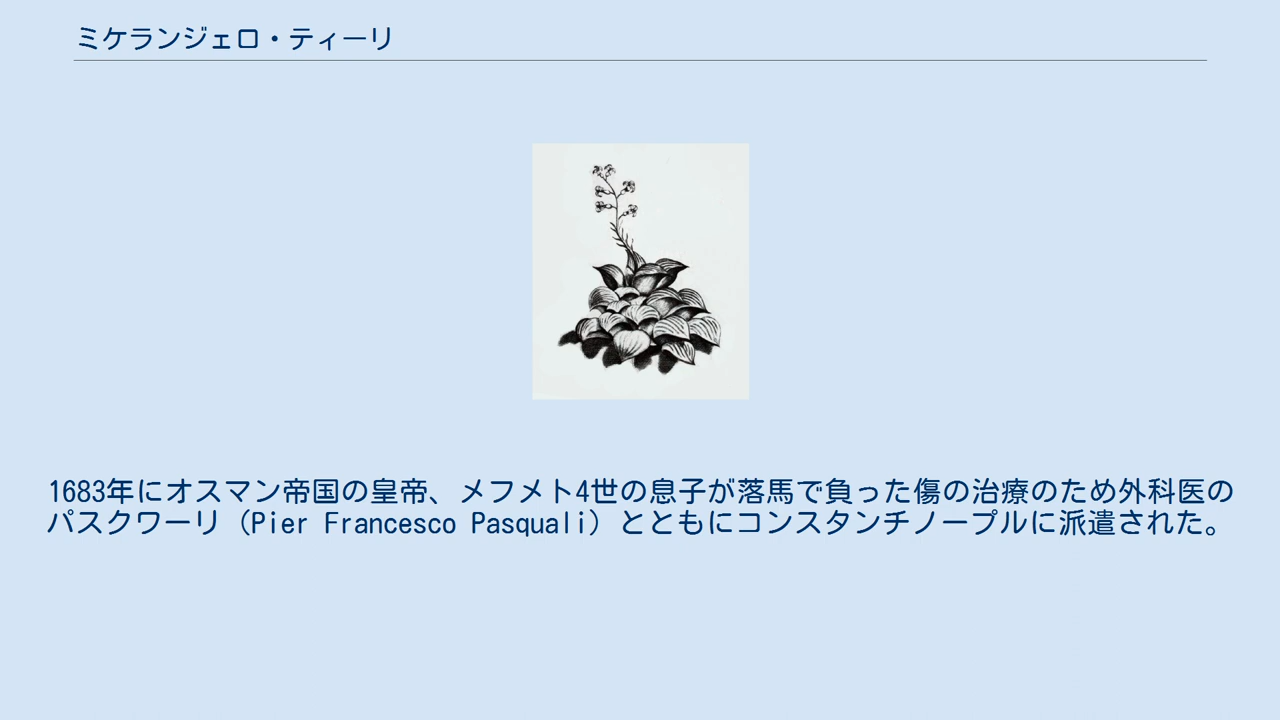 ミケランジェロ・ティーリ
1683年にオスマン帝国の皇帝、メフメト4世の息子が落馬で負った傷の治療のため外科医の
パスクワーリ（Pier Francesco Pasquali）とともにコンスタンチノープルに派遣された。